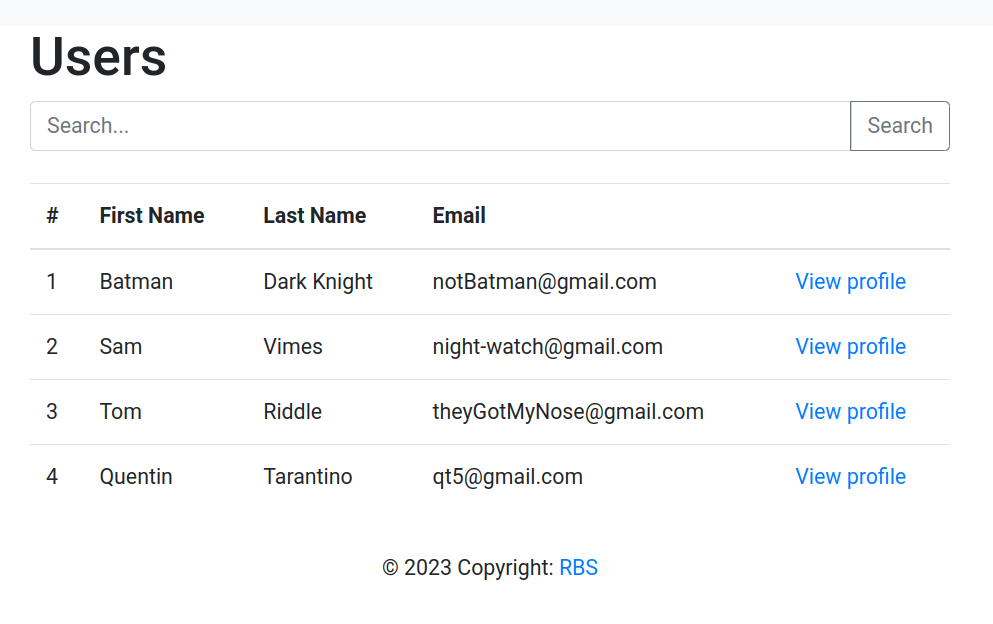 Users
Search... Search
# First Name Last Name Email
1 Batman Dark Knight notBatman@gmail.com View profile
2 Sam Vimes night-watch@gmail.com View profile
3 Tom Riddle theyGotMyNose@gmail.com View profile
4 Quentin Tarantino qt5@gmail.com View profile
© 2023 Copyright: RBS